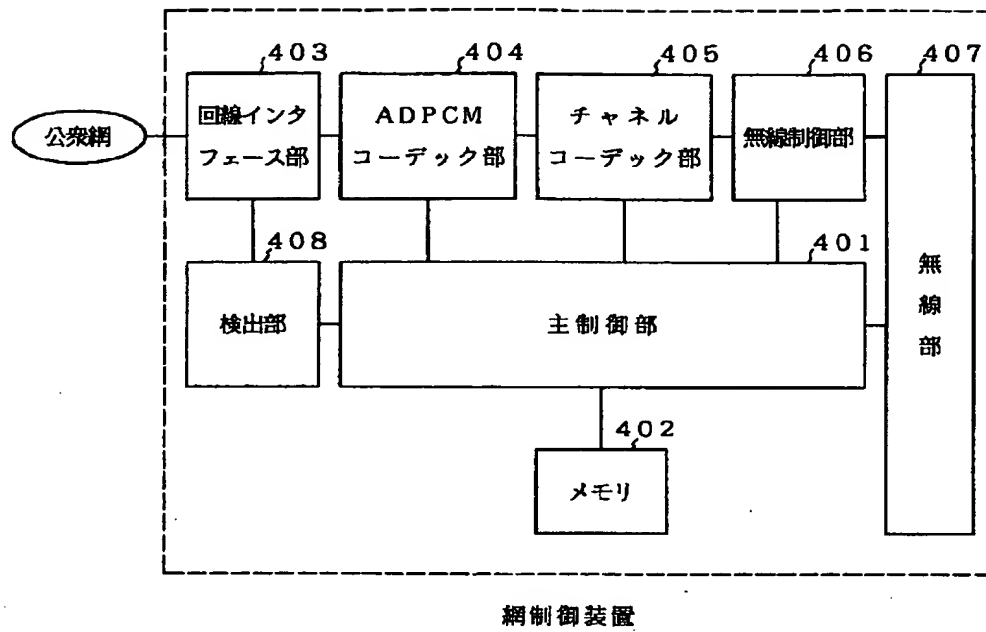 403
404
405
406
407
公衆網
回線インタ
フェース部
ADPCM
コーデック部
チャネル
コーデック部
無線制御部
408
401
検出部
主制御部
無線部
402
メモリ
網制御装置